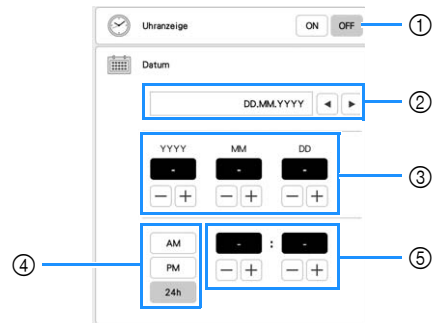 Uhranzeige ON OFF ①
Datum
DD.MM.YYYY ◄ ► ②
YYYY MM DD
- - - ③
− + − + − +
④ AM - : - ⑤
PM − + − +
24h